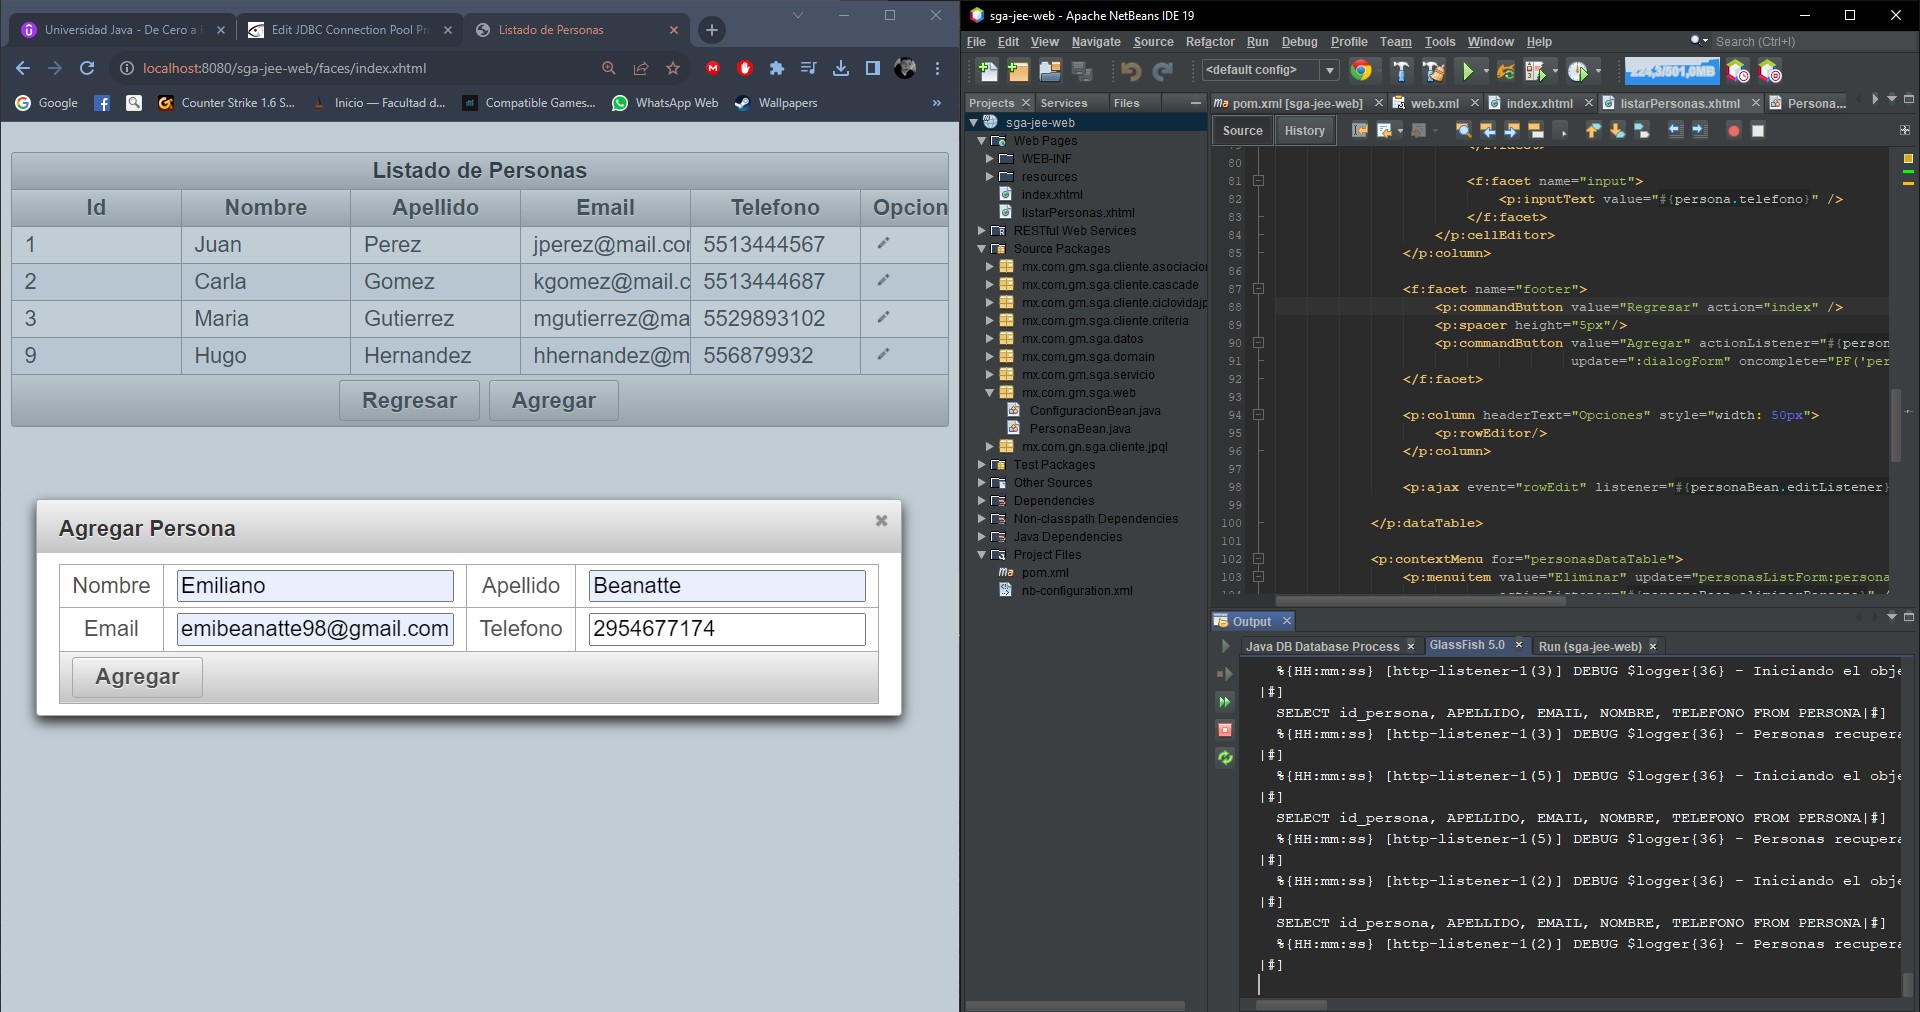 Universidad Java - De Cero a
Edit JDBC Connection Pool Pr
Listado de Personas
localhost:8080/sga-jee-web/faces/index.xhtml
Google
Counter Strike 1.6 S...
Inicio — Facultad d...
Compatible Games...
WhatsApp Web
Wallpapers
»
Listado de Personas
Id Nombre Apellido Email Telefono Opcion
1 Juan Perez jperez@mail.cor 5513444567
2 Carla Gomez kgomez@mail.c 5513444687
3 Maria Gutierrez mgutierrez@ma 5529893102
9 Hugo Hernandez hhernandez@m 556879932
Regresar Agregar
Agregar Persona
Nombre Emiliano Apellido Beanatte
Email emibeanatte98@gmail.com Telefono 2954677174
Agregar
sga-jee-web - Apache NetBeans IDE 19
File Edit View Navigate Source Refactor Run Debug Profile Team Tools Window Help
Search (Ctrl+I)
<default config>
224,3/501,0MB
Projects Services Files
sga-jee-web
Web Pages
WEB-INF
resources
index.xhtml
listarPersonas.xhtml
RESTful Web Services
Source Packages
mx.com.gm.sga.cliente.asociacion
mx.com.gm.sga.cliente.cascade
mx.com.gm.sga.cliente.ciclovidajp
mx.com.gm.sga.cliente.criteria
mx.com.gm.sga.datos
mx.com.gm.sga.domain
mx.com.gm.sga.servicio
mx.com.gm.sga.web
ConfiguracionBean.java
PersonaBean.java
mx.com.gn.sga.cliente.jpql
Test Packages
Other Sources
Dependencies
Non-classpath Dependencies
Java Dependencies
Project Files
pom.xml
nb-configuration.xml
pom.xml [sga-jee-web] web.xml index.xhtml listarPersonas.xhtml Persona...
Source History
80
81 <f:facet name="input">
82 <p:inputText value="#{persona.telefono}" />
83 </f:facet>
84 </p:cellEditor>
85 </p:column>
86
87 <f:facet name="footer">
88 <p:commandButton value="Regresar" action="index" />
89 <p:spacer height="5px"/>
90 <p:commandButton value="Agregar" actionListener="#{person
91 update=":dialogForm" oncomplete="PF('per
92 </f:facet>
93
94 <p:column headerText="Opciones" style="width: 50px">
95 <p:rowEditor/>
96 </p:column>
97
98 <p:ajax event="rowEdit" listener="#{personaBean.editListener}
99
100 </p:dataTable>
101
102 <p:contextMenu for="personasDataTable">
103 <p:menuitem value="Eliminar" update="personasListForm:persona
Output
Java DB Database Process GlassFish 5.0 Run (sga-jee-web)
%{HH:mm:ss} [http-listener-1(3)] DEBUG $logger{36} - Iniciando el obje
|#]
SELECT id_persona, APELLIDO, EMAIL, NOMBRE, TELEFONO FROM PERSONA|#]
%{HH:mm:ss} [http-listener-1(3)] DEBUG $logger{36} - Personas recupera
|#]
%{HH:mm:ss} [http-listener-1(5)] DEBUG $logger{36} - Iniciando el obje
|#]
SELECT id_persona, APELLIDO, EMAIL, NOMBRE, TELEFONO FROM PERSONA|#]
%{HH:mm:ss} [http-listener-1(5)] DEBUG $logger{36} - Personas recupera
|#]
%{HH:mm:ss} [http-listener-1(2)] DEBUG $logger{36} - Iniciando el obje
|#]
SELECT id_persona, APELLIDO, EMAIL, NOMBRE, TELEFONO FROM PERSONA|#]
%{HH:mm:ss} [http-listener-1(2)] DEBUG $logger{36} - Personas recupera
|#]